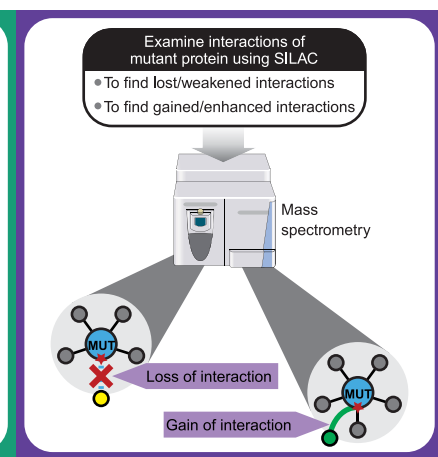 Examine interactions of
mutant protein using SILAC
• To find lost/weakened interactions
• To find gained/enhanced interactions
Mass
spectrometry
MUT
Loss of interaction
MUT
Gain of interaction